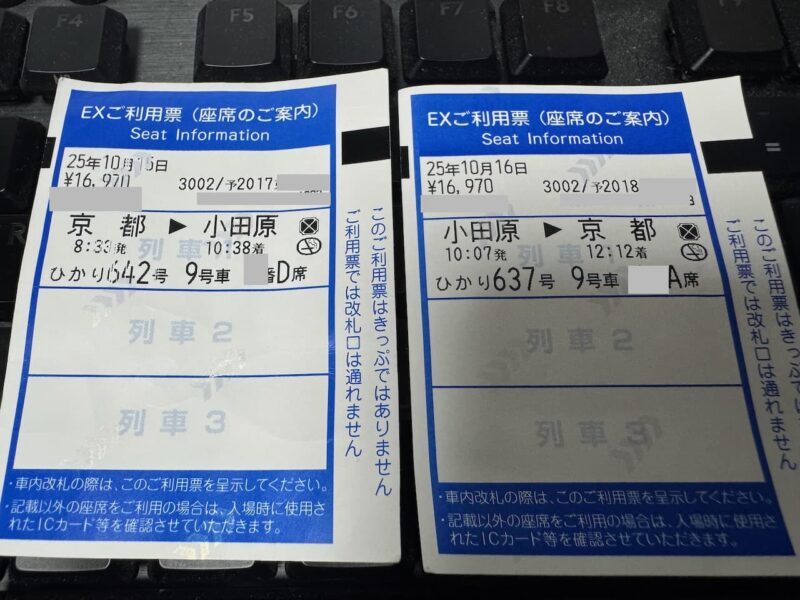 F4
F5
F6
F7
F8
F9
EXご利用票(座席のご案内)
Seat Information
25年10月15日
¥16,970
3002/予2017
京都 ▶ 小田原
8:33発 10:38着
ひかり642号 9号車 番D席
列車1
列車2
列車3
・車内改札の際は、このご利用票を呈示してください。
・記載以外の座席をご利用の場合は、入場時に使用さ
れたICカード等を確認させていただきます。
このご利用票はきっぷではありません
ご利用票では改札口は通れません
EXご利用票(座席のご案内)
Seat Information
25年10月16日
¥16,970
3002/予2018
小田原 ▶ 京都
10:07発 12:12着
ひかり637号 9号車 A席
列車2
列車3
・車内改札の際は、このご利用票を呈示してください。
・記載以外の座席をご利用の場合は、入場時に使用さ
れたICカード等を確認させていただきます。
このご利用票はきっぷではありません
ご利用票では改札口は通れません